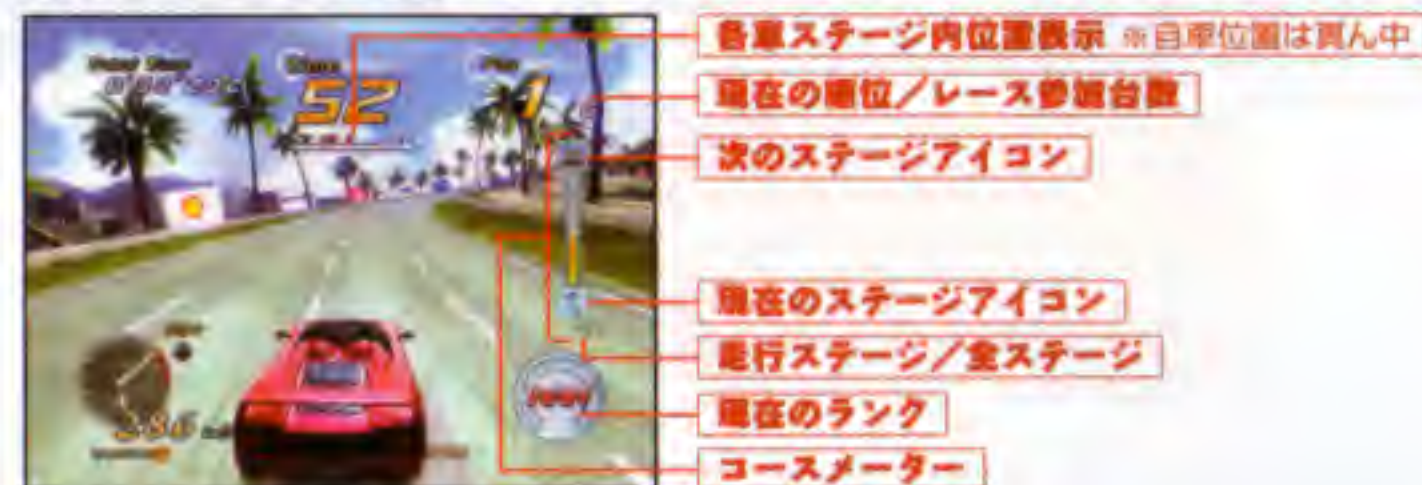 各車ステージ内位置表示 ※自車位置は真ん中
現在の順位／レース参加台数
次のステージアイコン
現在のステージアイコン
走行ステージ／全ステージ
現在のランク
コースメーター
52
1
286